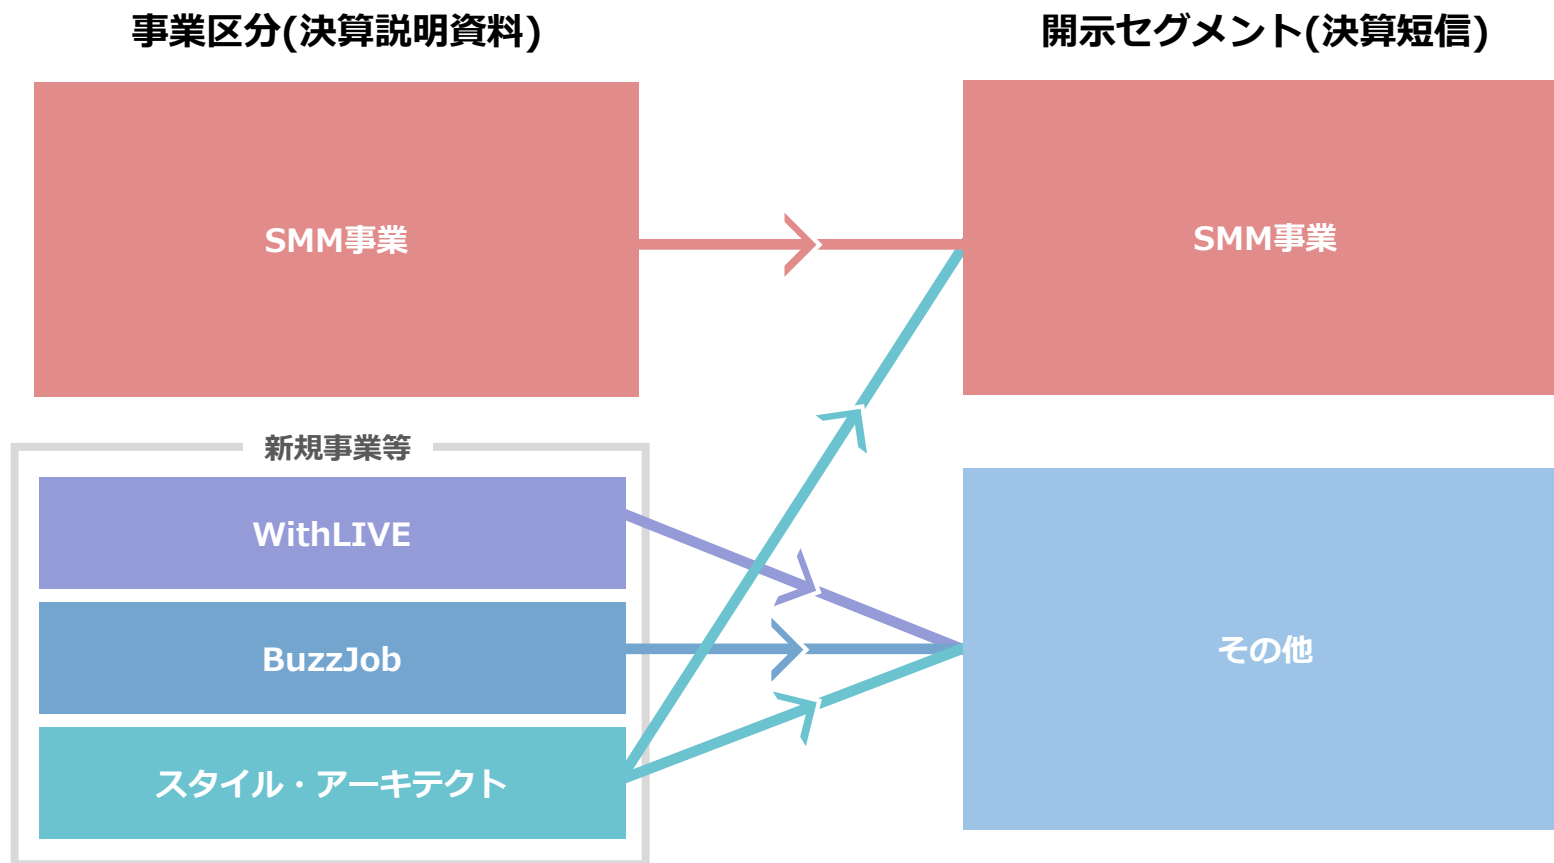 事業区分(決算説明資料)
開示セグメント(決算短信)
SMM事業
SMM事業
新規事業等
WithLIVE
BuzzJob
スタイル・アーキテクト
その他